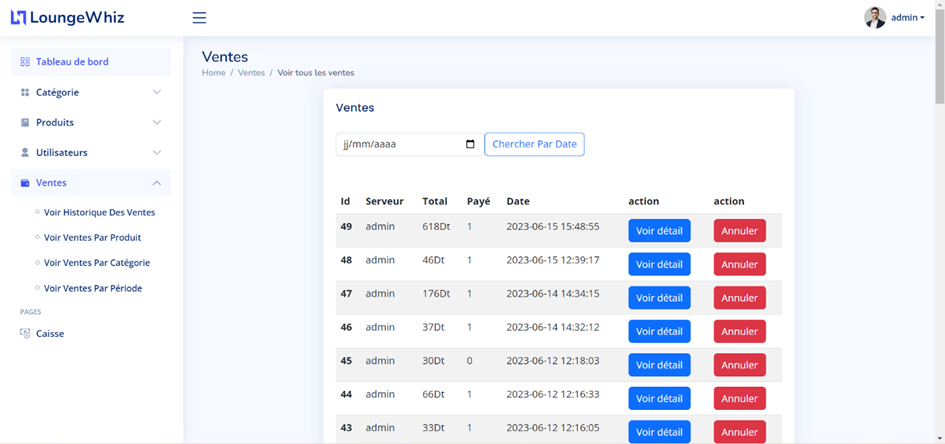 LoungeWhiz
admin
Tableau de bord
Catégorie
Produits
Utilisateurs
Ventes
Voir Historique Des Ventes
Voir Ventes Par Produit
Voir Ventes Par Catégorie
Voir Ventes Par Période
PAGES
Caisse
Ventes
Home / Ventes / Voir tous les ventes
Ventes
jj/mm/aaaa Chercher Par Date
Id Serveur Total Payé Date action action
49 admin 618Dt 1 2023-06-15 15:48:55 Voir détail Annuler
48 admin 46Dt 1 2023-06-15 12:39:17 Voir détail Annuler
47 admin 176Dt 1 2023-06-14 14:34:15 Voir détail Annuler
46 admin 37Dt 1 2023-06-14 14:32:12 Voir détail Annuler
45 admin 30Dt 0 2023-06-12 12:18:03 Voir détail Annuler
44 admin 66Dt 1 2023-06-12 12:16:33 Voir détail Annuler
43 admin 33Dt 1 2023-06-12 12:16:05 Voir détail Annuler